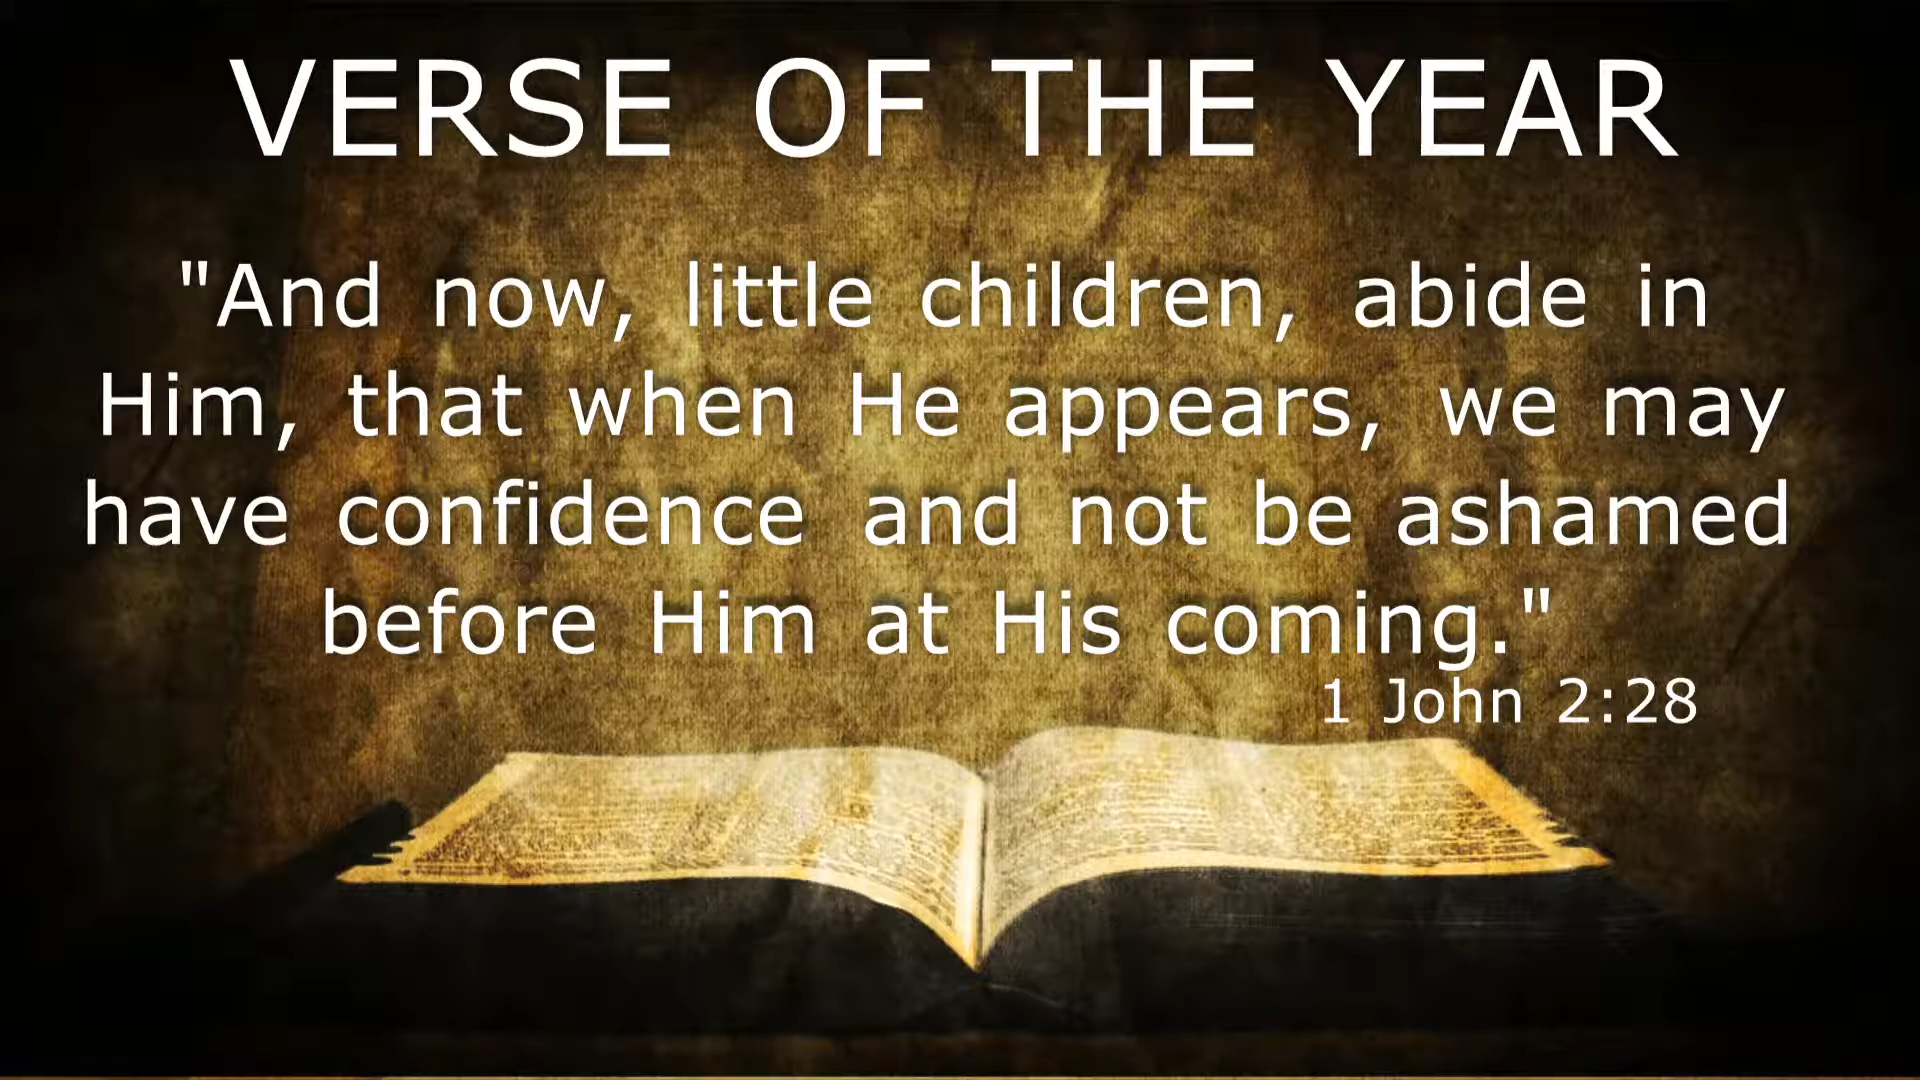 VERSE OF THE YEAR
"And now, little children, abide in
Him, that when He appears, we may
have confidence and not be ashamed
before Him at His coming."
1 John 2:28